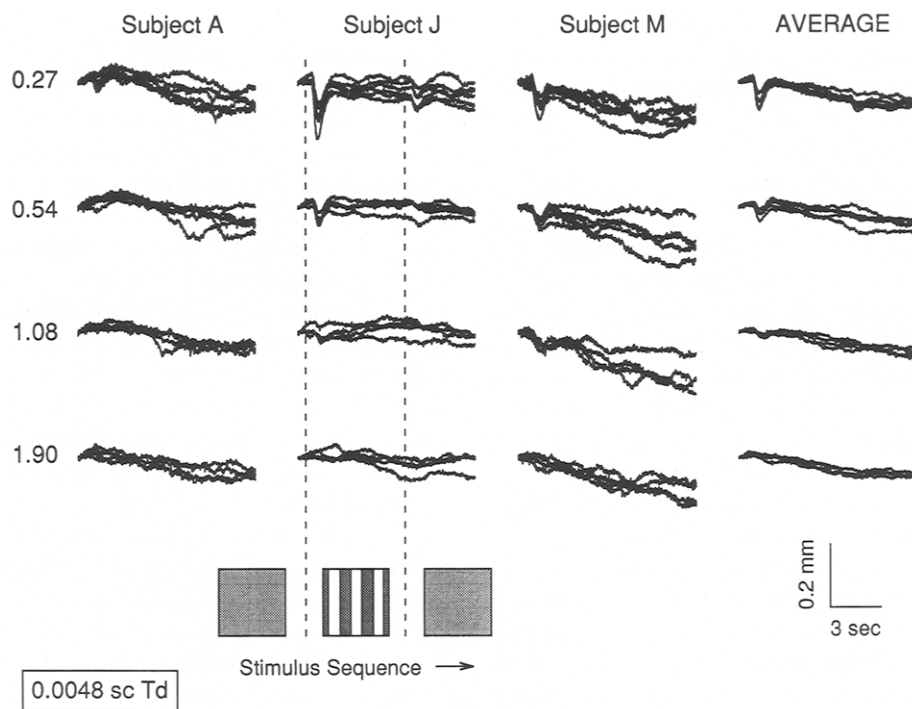 Subject A Subject J Subject M AVERAGE
0.27
0.54
1.08
1.90
0.2 mm
3 sec
Stimulus Sequence →
0.0048 sc Td